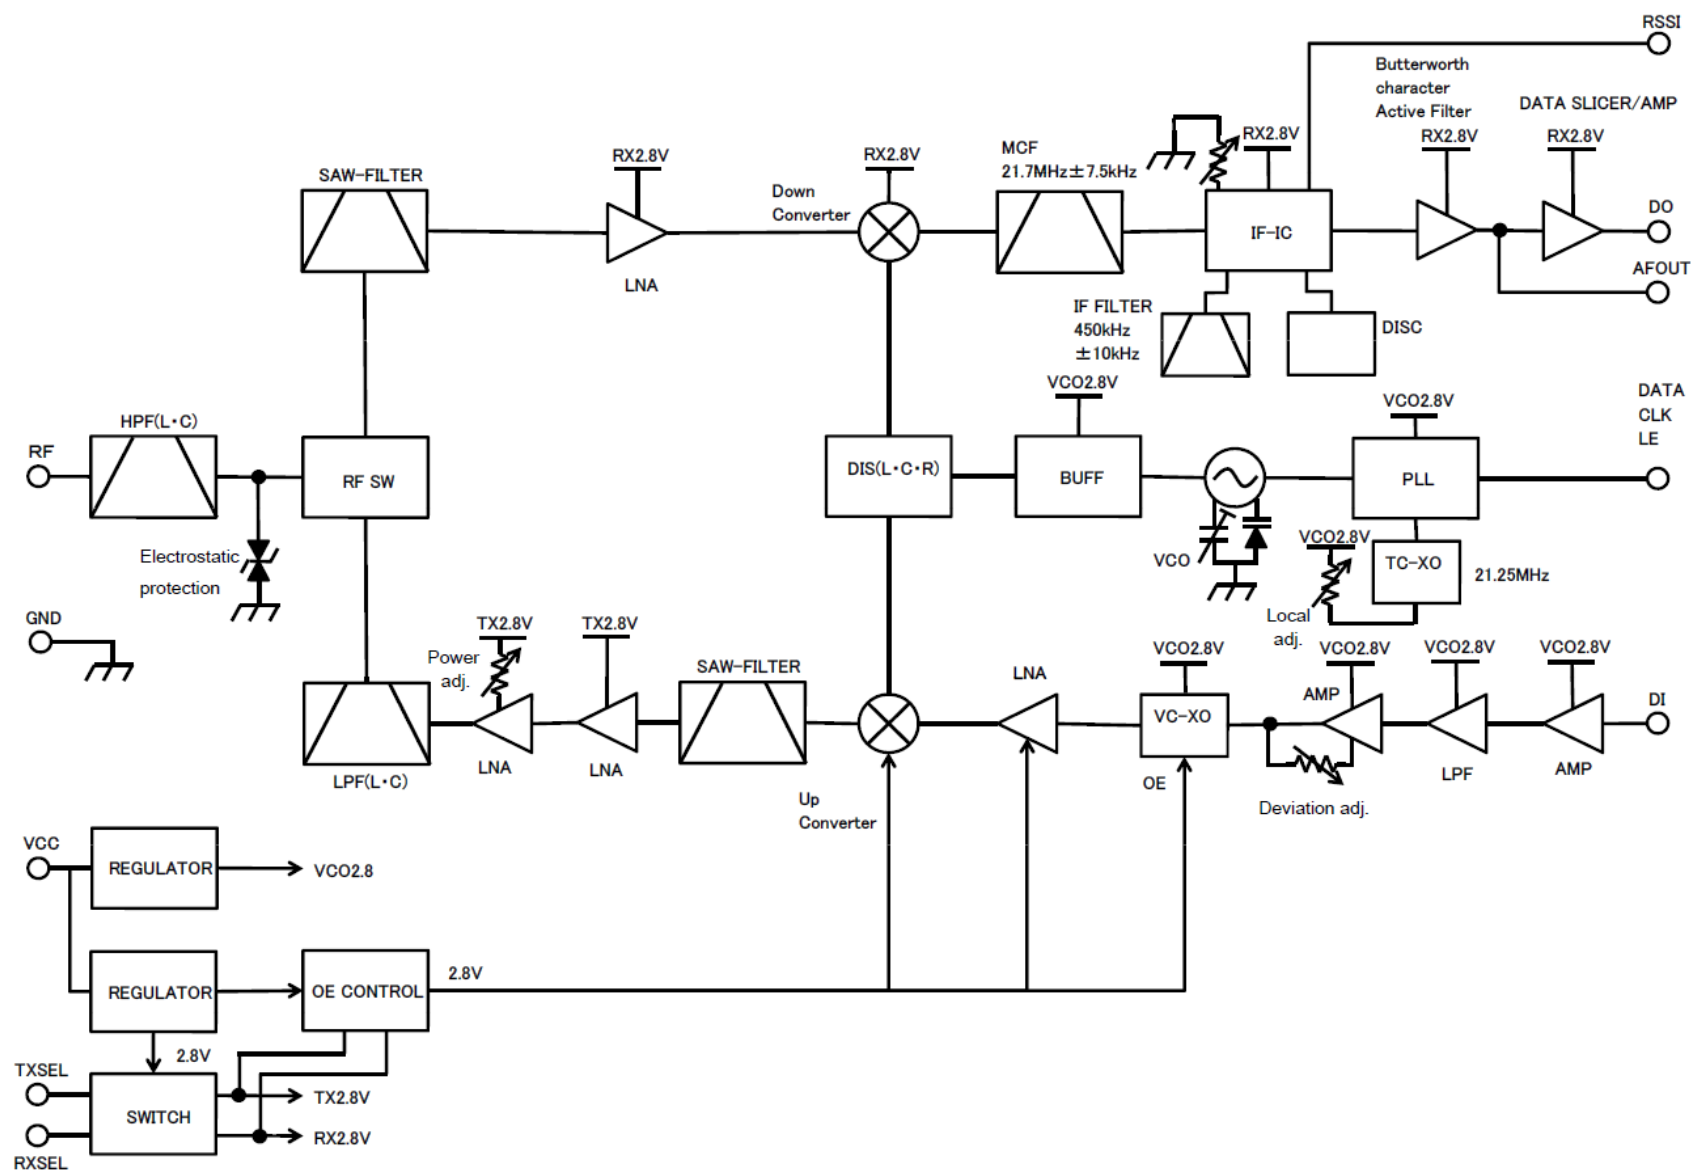 RSSI
Butterworth
character
Active Filter
DATA SLICER/AMP
RX2.8V
RX2.8V
RX2.8V
MCF
21.7MHz±7.5kHz
RX2.8V
RX2.8V
SAW-FILTER
Down
Converter
LNA
IF-IC
DO
AFOUT
IF FILTER
450kHz
±10kHz
DISC
VCO2.8V
VCO2.8V
DATA
CLK
LE
HPF(L・C)
RF
RF SW
DIS(L・C・R)
BUFF
PLL
Electrostatic
protection
VCO
VCO2.8V
TC-XO
21.25MHz
Local
adj.
GND
TX2.8V
TX2.8V
Power
adj.
SAW-FILTER
LNA
VCO2.8V
VCO2.8V
VCO2.8V
VCO2.8V
AMP
DI
VC-XO
LPF(L・C)
LNA
LNA
OE
LPF
AMP
Deviation adj.
Up
Converter
VCC
REGULATOR
VCO2.8
REGULATOR
OE CONTROL
2.8V
2.8V
TXSEL
SWITCH
TX2.8V
RX2.8V
RXSEL